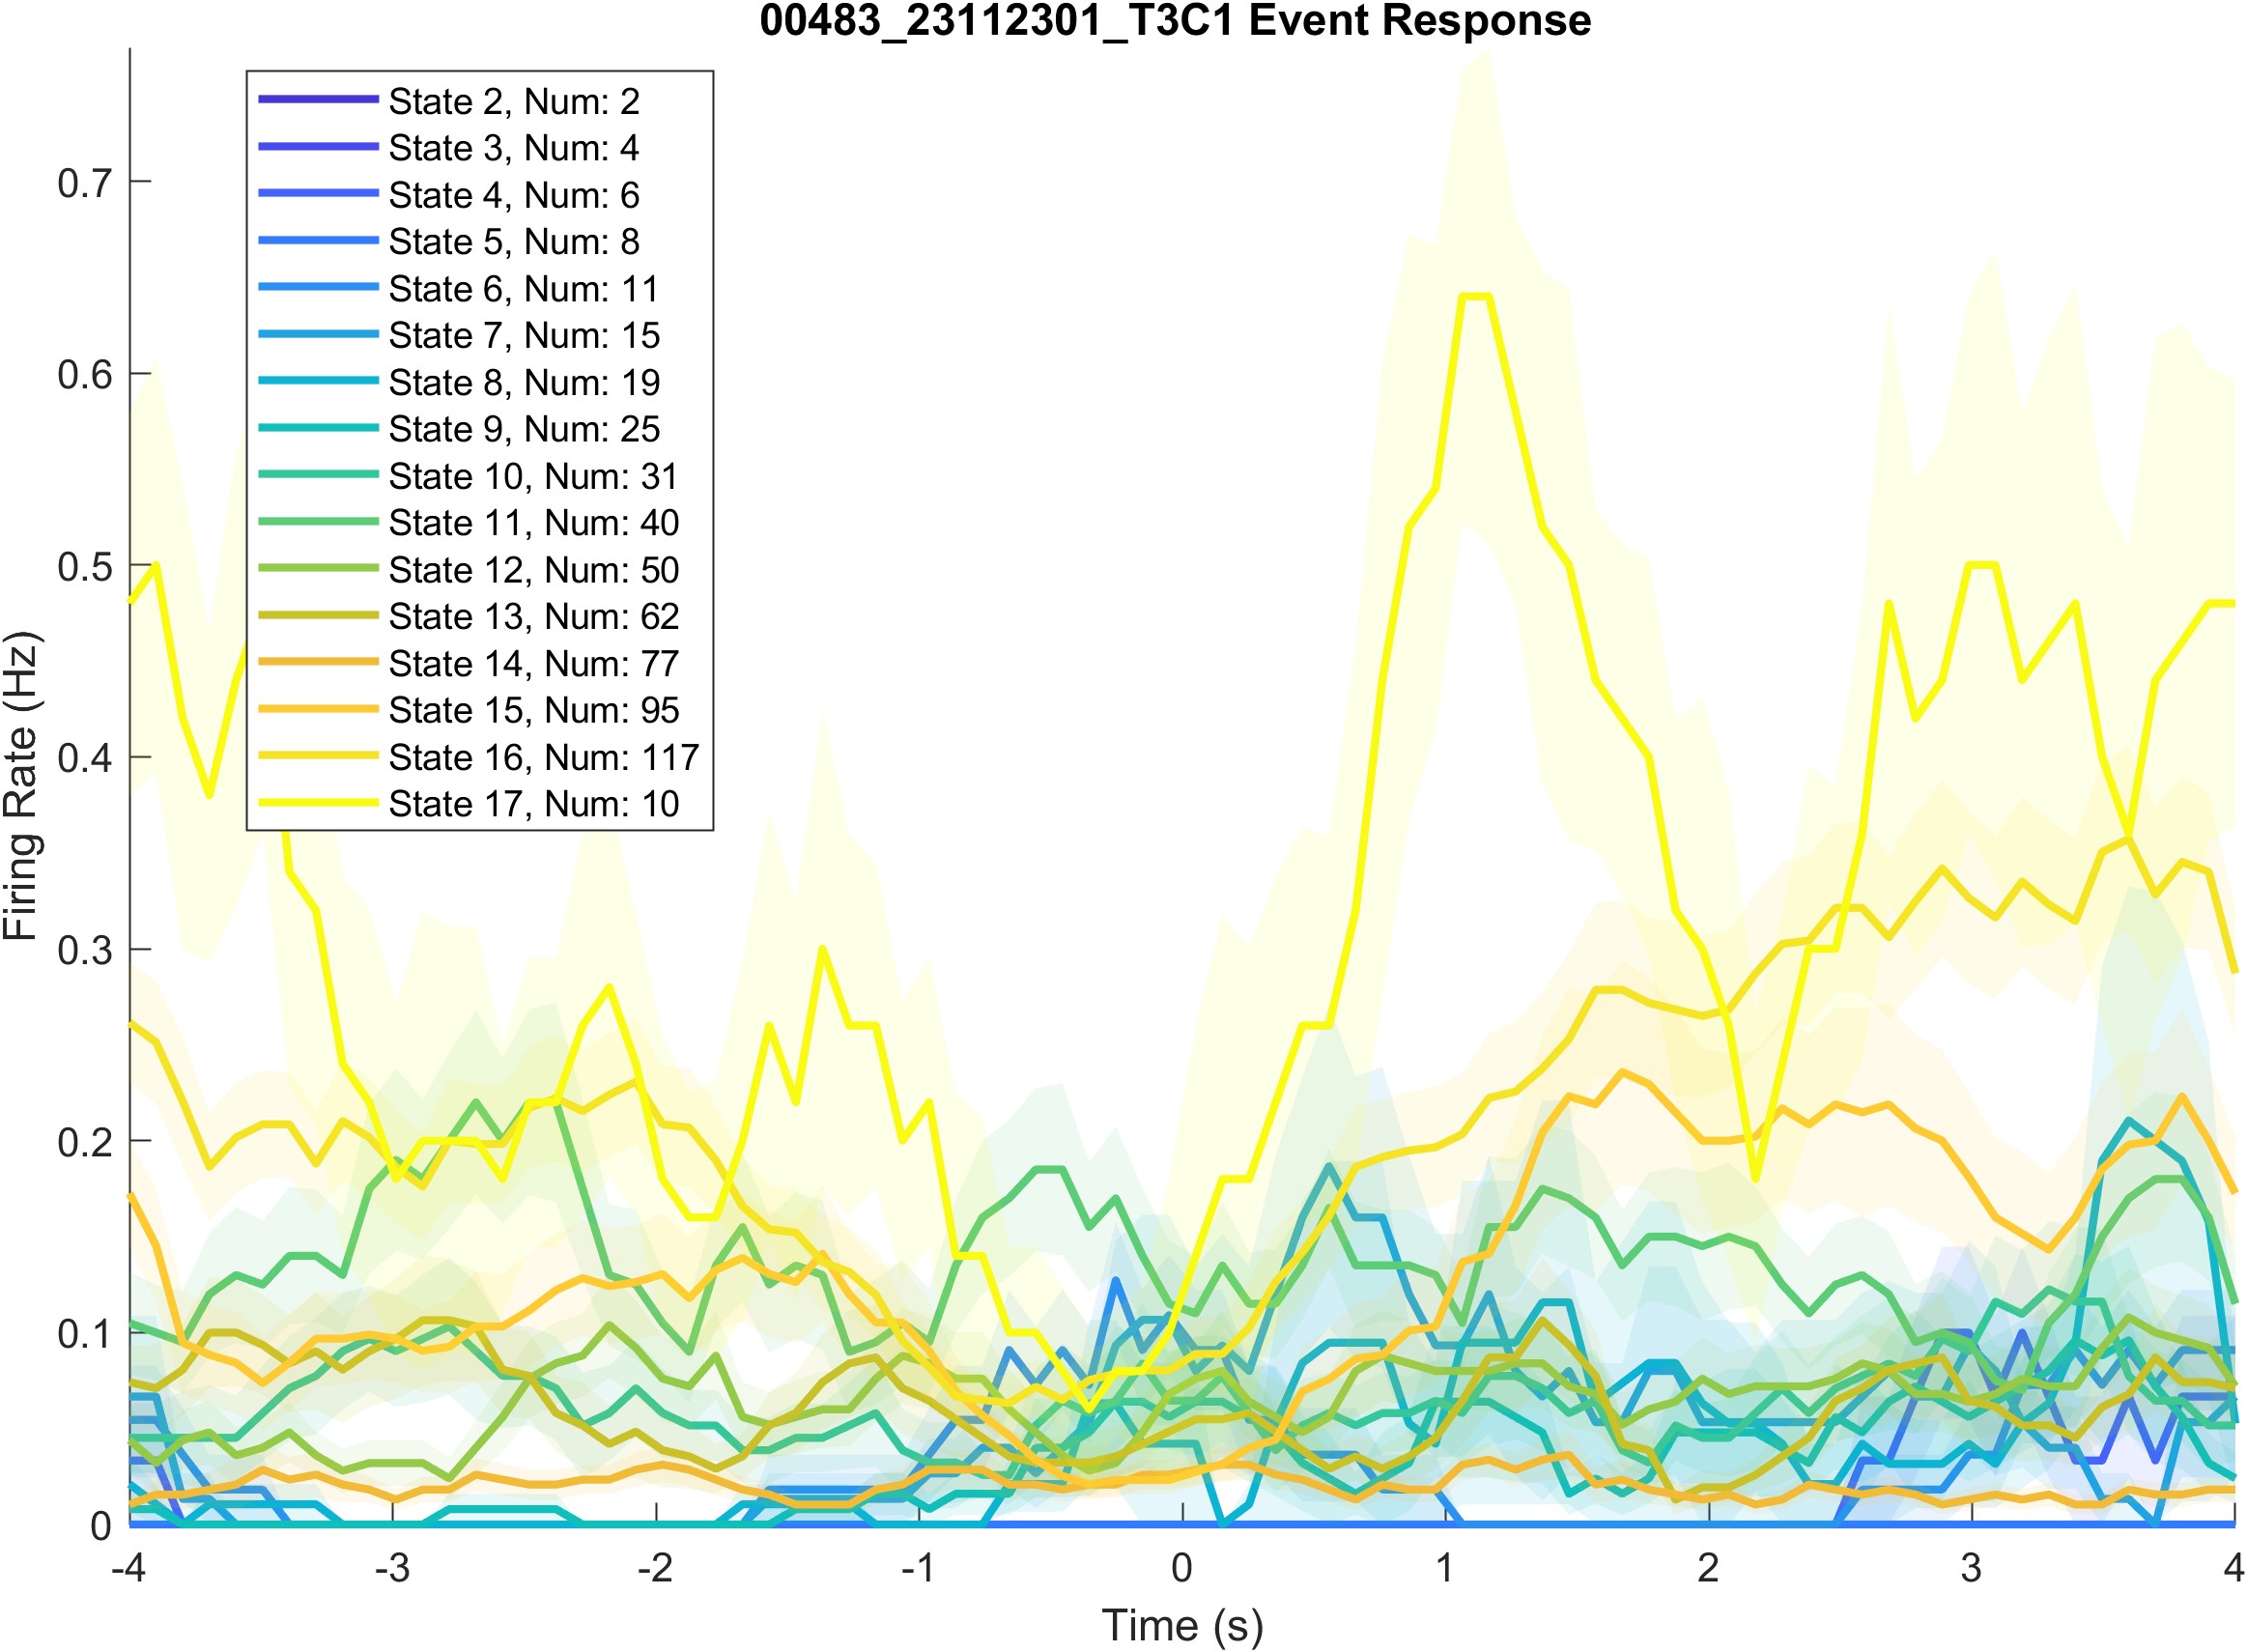 00483_23112301_T3C1 Event Response
State 2, Num: 2
State 3, Num: 4
State 4, Num: 6
State 5, Num: 8
State 6, Num: 11
State 7, Num: 15
State 8, Num: 19
State 9, Num: 25
State 10, Num: 31
State 11, Num: 40
State 12, Num: 50
State 13, Num: 62
State 14, Num: 77
State 15, Num: 95
State 16, Num: 117
State 17, Num: 10
Firing Rate (Hz)
0.7
0.6
0.5
0.4
0.3
0.2
0.1
0
-4 -3 -2 -1 0 1 2 3 4
Time (s)